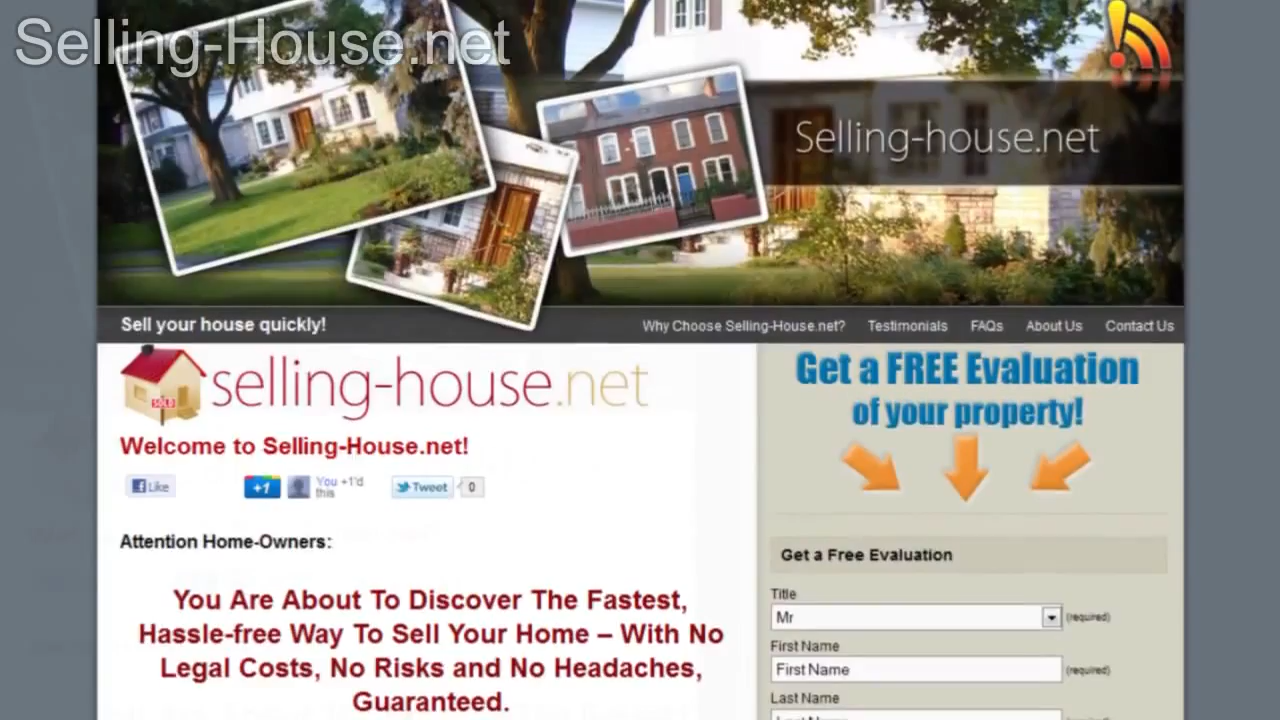 Selling-House.net
Selling-house.net
Sell your house quickly!
Why Choose Selling-House.net? Testimonials FAQs About Us Contact Us
SOLD
selling-house.net
Welcome to Selling-House.net!
Like
+1
You +1'd
this
Tweet
0
Attention Home-Owners:
You Are About To Discover The Fastest,
Hassle-free Way To Sell Your Home – With No
Legal Costs, No Risks and No Headaches,
Guaranteed.
Get a FREE Evaluation
of your property!
Get a Free Evaluation
Title
Mr (required)
First Name
First Name (required)
Last Name